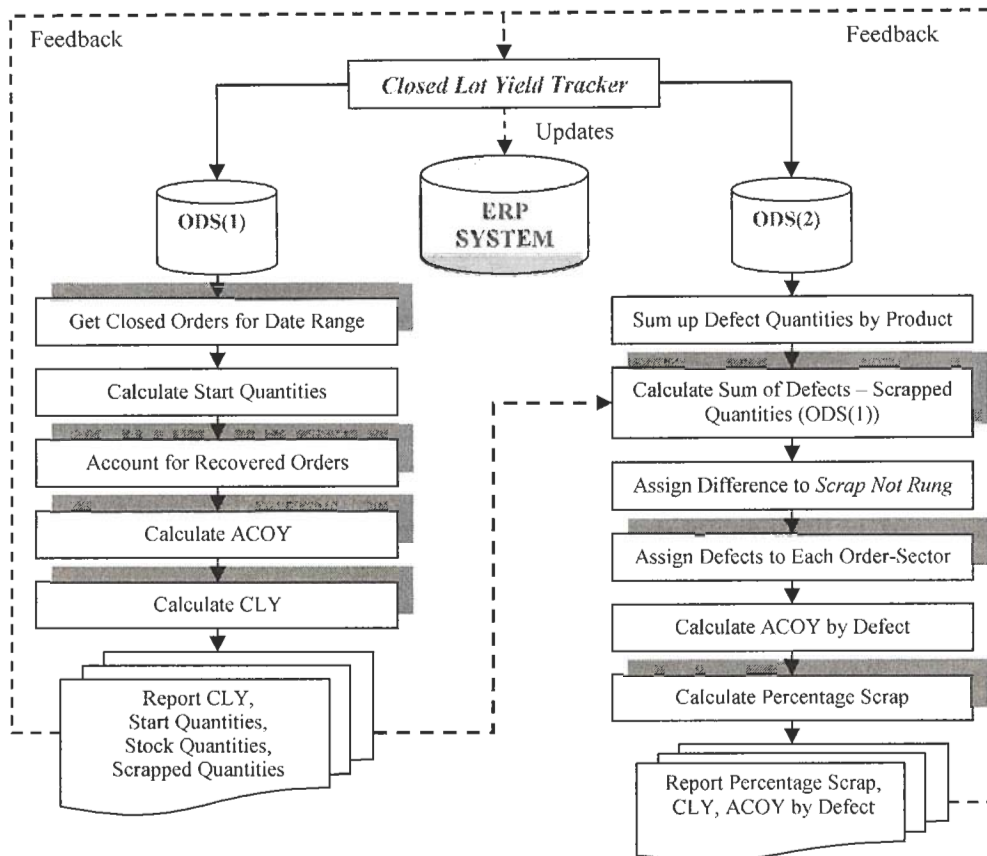 Feedback
Feedback
Closed Lot Yield Tracker
Updates
ODS(1)
ERP
SYSTEM
ODS(2)
Get Closed Orders for Date Range
Calculate Start Quantities
Account for Recovered Orders
Calculate ACOY
Calculate CLY
Report CLY,
Start Quantities,
Stock Quantities,
Scrapped Quantities
Sum up Defect Quantities by Product
Calculate Sum of Defects – Scrapped
Quantities (ODS(1))
Assign Difference to Scrap Not Rung
Assign Defects to Each Order-Sector
Calculate ACOY by Defect
Calculate Percentage Scrap
Report Percentage Scrap,
CLY, ACOY by Defect